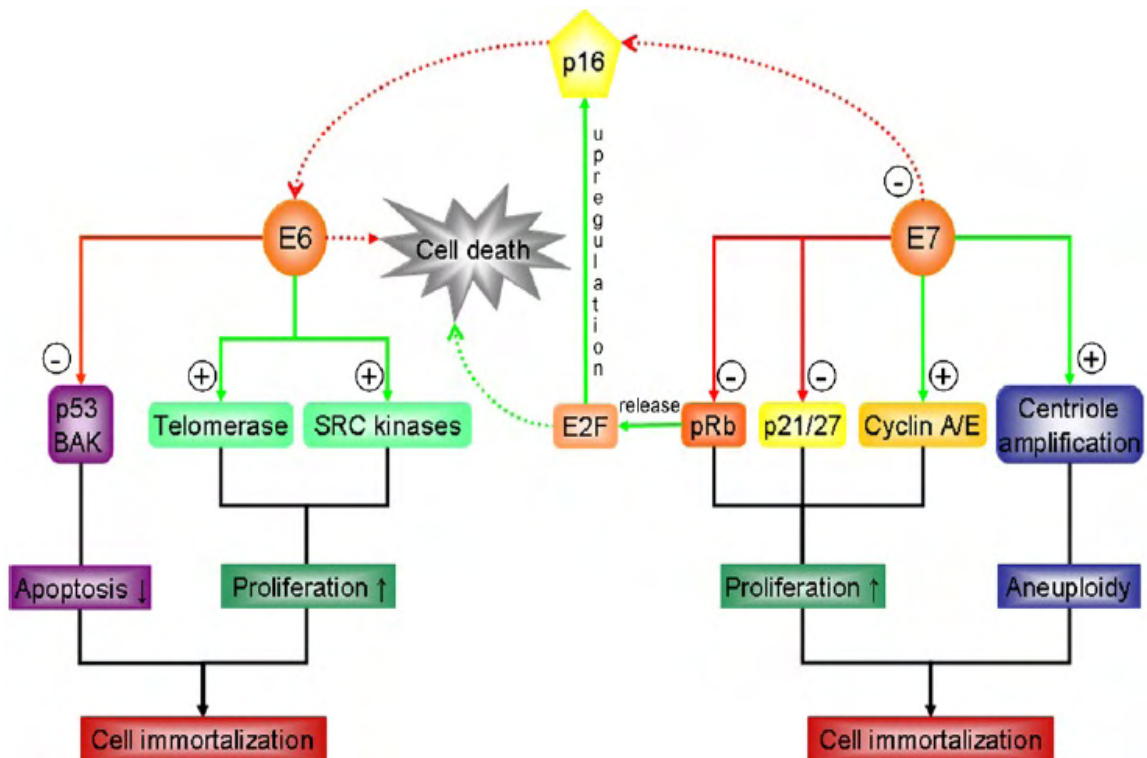 p16
upregulation
-
E6
Cell death
E7
-
+
+
-
-
+
+
p53
BAK
Telomerase
SRC kinases
E2F
release
pRb
p21/27
Cyclin A/E
Centriole
amplification
Apoptosis ↓
Proliferation ↑
Proliferation ↑
Aneuploidy
Cell immortalization
Cell immortalization